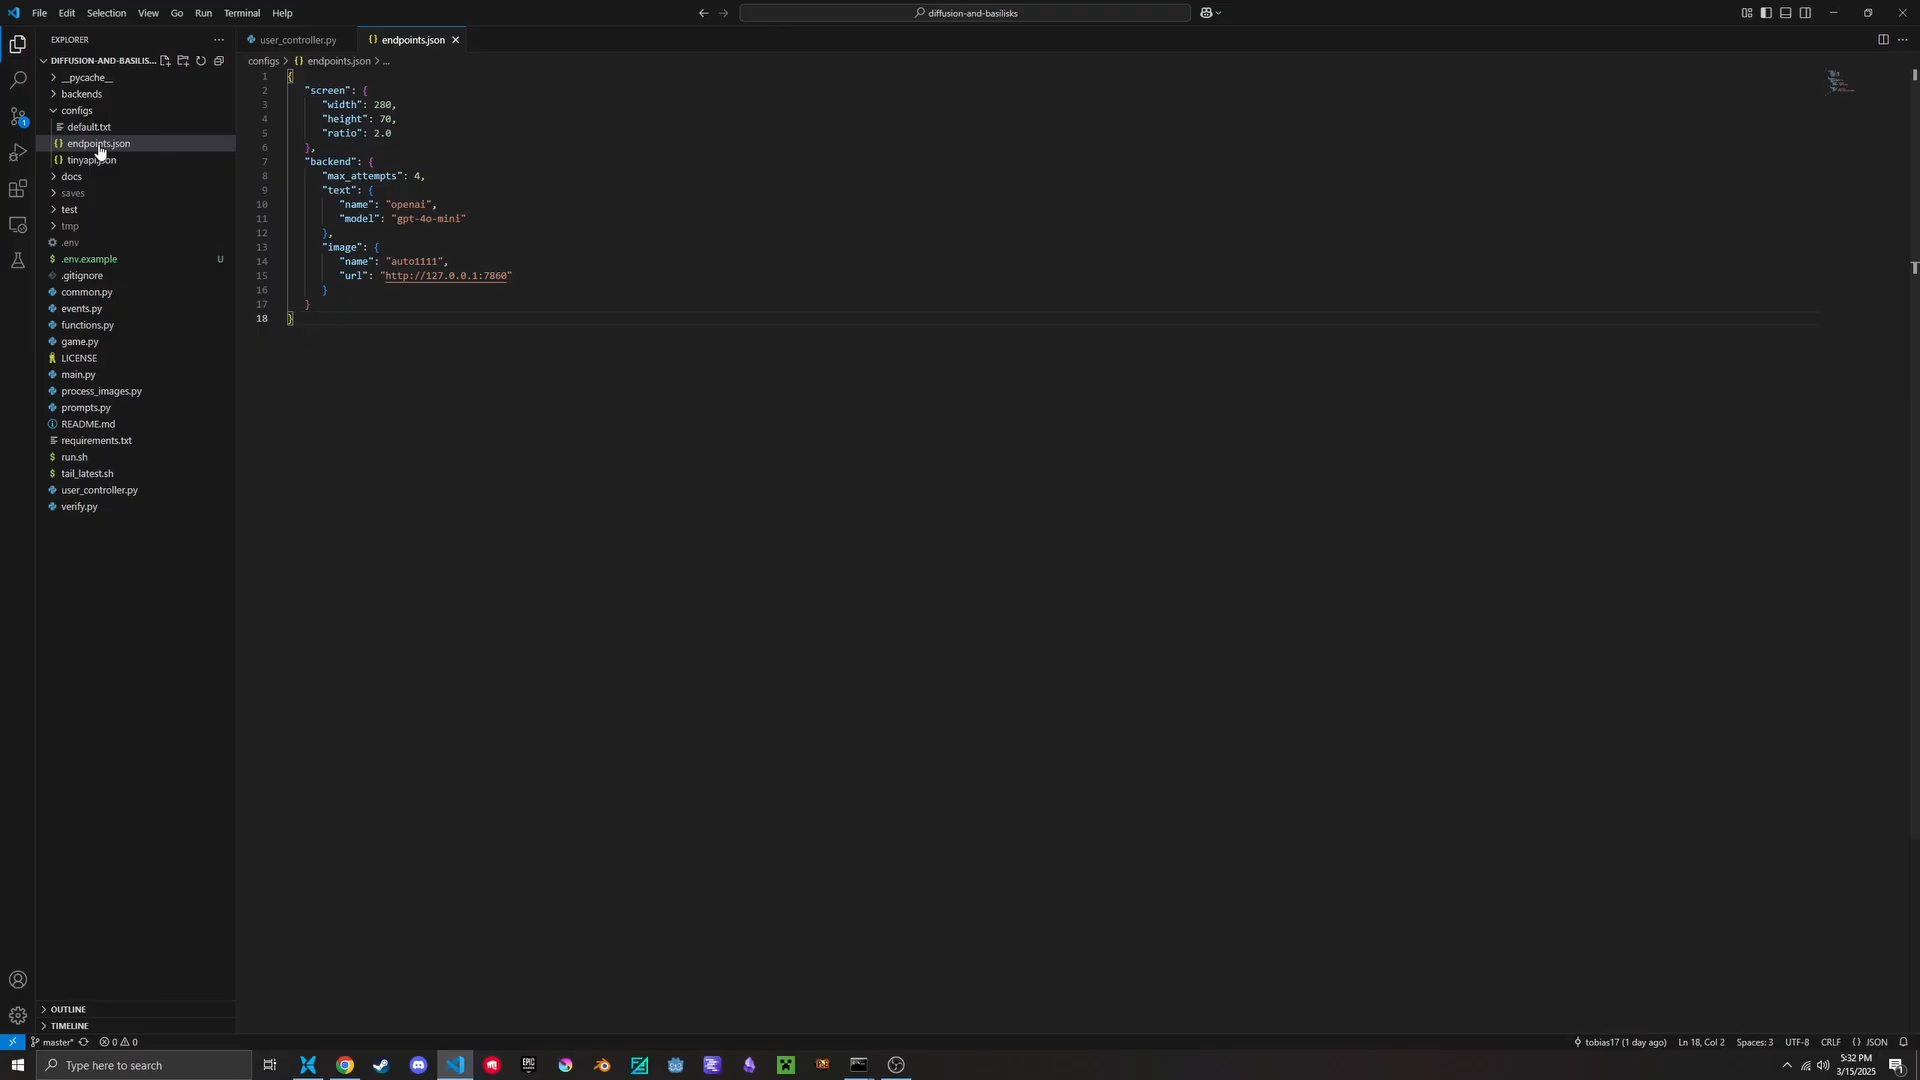 File Edit Selection View Go Run Terminal Help
diffusion-and-basilisks
EXPLORER
DIFFUSION-AND-BASILIS...
__pycache__
backends
configs
default.txt
endpoints.json
tinyapi.json
docs
saves
test
tmp
.env
.env.example U
.gitignore
common.py
events.py
functions.py
game.py
LICENSE
main.py
process_images.py
prompts.py
README.md
requirements.txt
run.sh
tail_latest.sh
user_controller.py
verify.py
OUTLINE
TIMELINE
user_controller.py endpoints.json
configs > {} endpoints.json > ...
1 {
2 "screen": {
3 "width": 280,
4 "height": 70,
5 "ratio": 2.0
6 },
7 "backend": {
8 "max_attempts": 4,
9 "text": {
10 "name": "openai",
11 "model": "gpt-4o-mini"
12 },
13 "image": {
14 "name": "auto1111",
15 "url": "http://127.0.0.1:7860"
16 }
17 }
18 }
master* 0 0
tobias17 (1 day ago) Ln 18, Col 2 Spaces: 3 UTF-8 CRLF {} JSON
Type here to search
EPIC
5:32 PM
3/15/2025